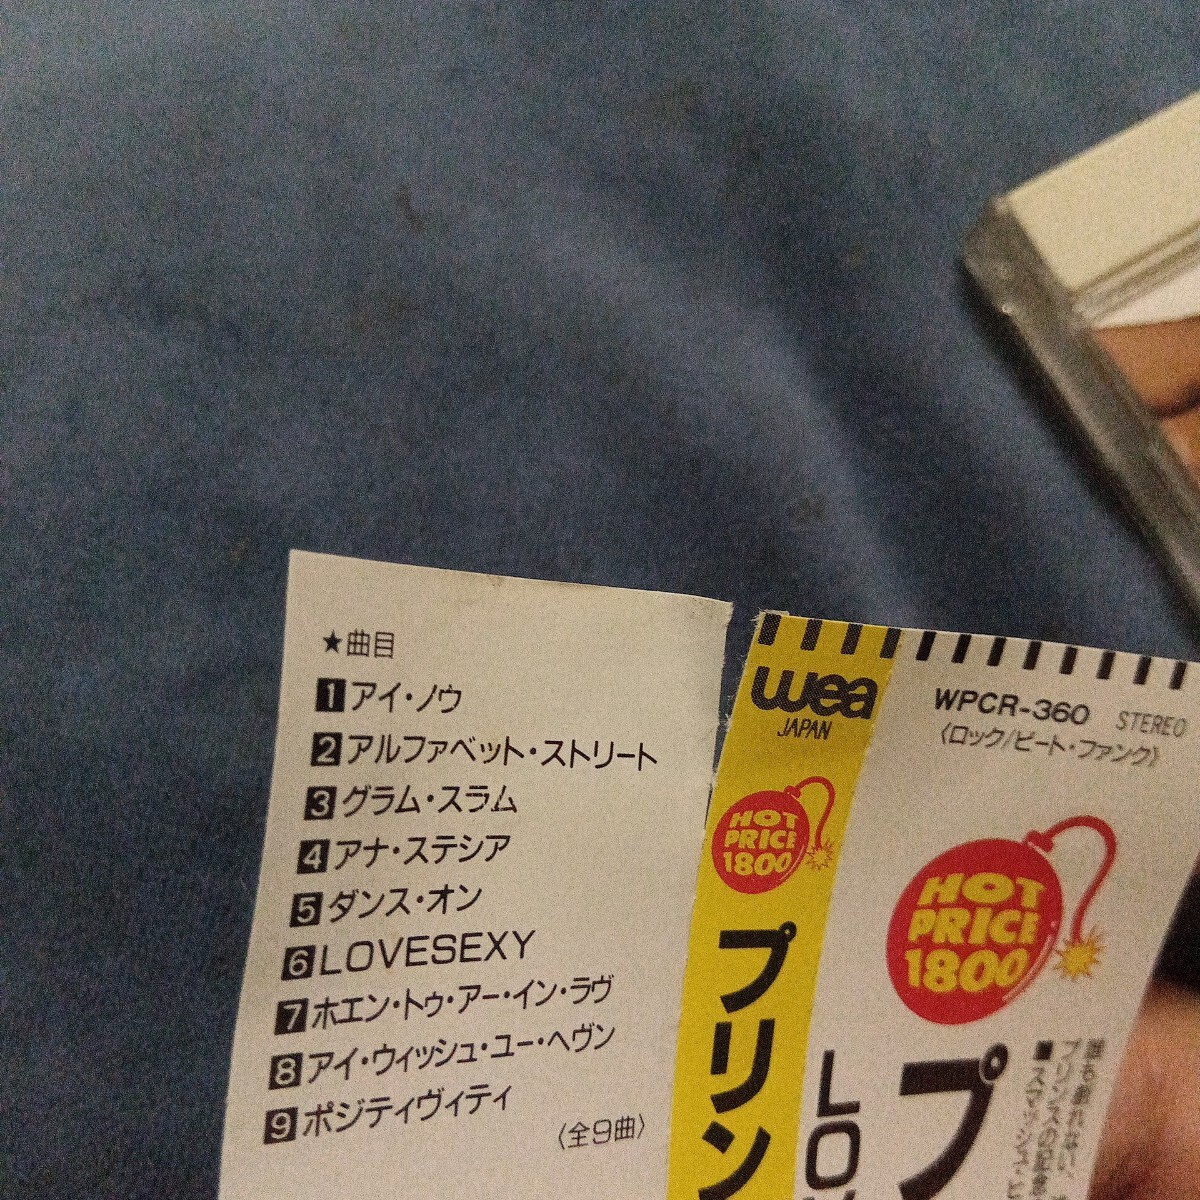 ★曲目
1 アイ・ノウ
2 アルファベット・ストリート
3 グラム・スラム
4 アナ・ステシア
5 ダンス・オン
6 LOVESEXY
7 ホエン・トゥ・アー・イン・ラヴ
8 アイ・ウィッシュ・ユー・ヘヴン
9 ポジティヴィティ
〈全9曲〉
wea
JAPAN
HOT
PRICE
1800
プリン
WPCR-360 STEREO
〈ロック/ビート・ファンク〉
HOT
PRICE
1800
プ
LO